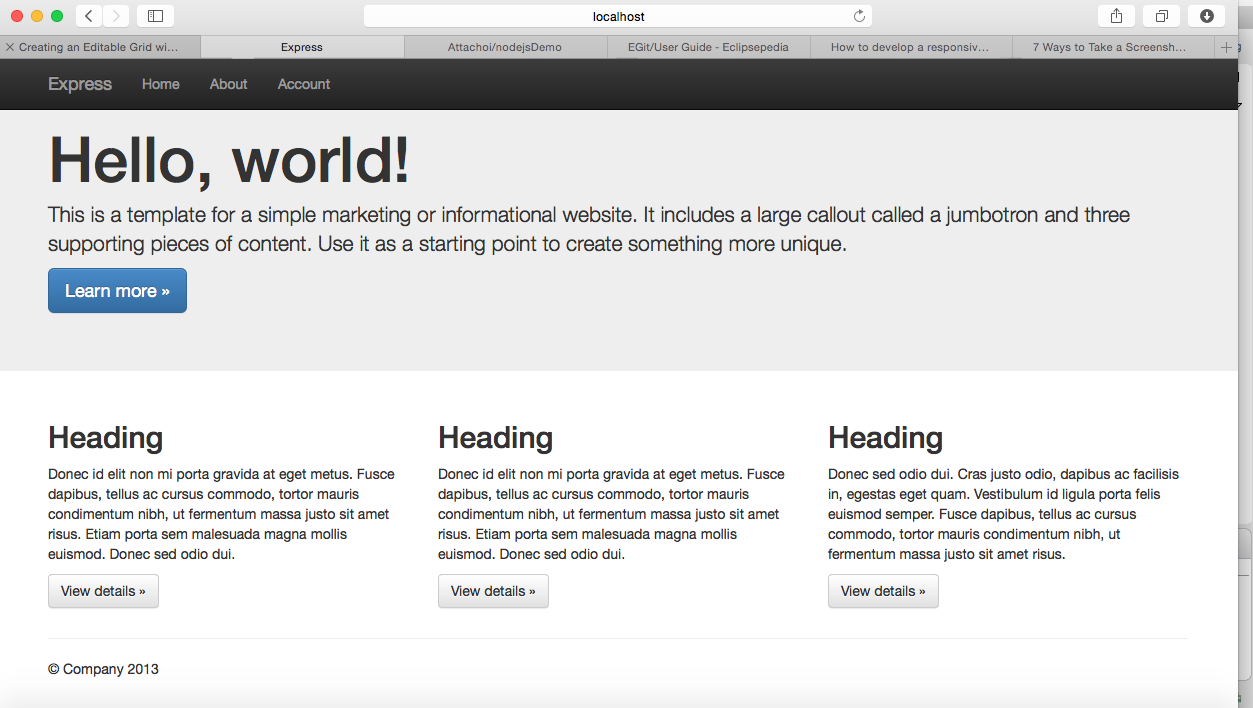 localhost
Creating an Editable Grid wi...
Express
Attachoi/nodejsDemo
EGit/User Guide - Eclipsepedia
How to develop a responsiv...
7 Ways to Take a Screensh...
Express Home About Account
Hello, world!
This is a template for a simple marketing or informational website. It includes a large callout called a jumbotron and three
supporting pieces of content. Use it as a starting point to create something more unique.
Learn more »
Heading
Donec id elit non mi porta gravida at eget metus. Fusce
dapibus, tellus ac cursus commodo, tortor mauris
condimentum nibh, ut fermentum massa justo sit amet
risus. Etiam porta sem malesuada magna mollis
euismod. Donec sed odio dui.
View details »
Heading
Donec id elit non mi porta gravida at eget metus. Fusce
dapibus, tellus ac cursus commodo, tortor mauris
condimentum nibh, ut fermentum massa justo sit amet
risus. Etiam porta sem malesuada magna mollis
euismod. Donec sed odio dui.
View details »
Heading
Donec sed odio dui. Cras justo odio, dapibus ac facilisis
in, egestas eget quam. Vestibulum id ligula porta felis
euismod semper. Fusce dapibus, tellus ac cursus
commodo, tortor mauris condimentum nibh, ut
fermentum massa justo sit amet risus.
View details »
© Company 2013